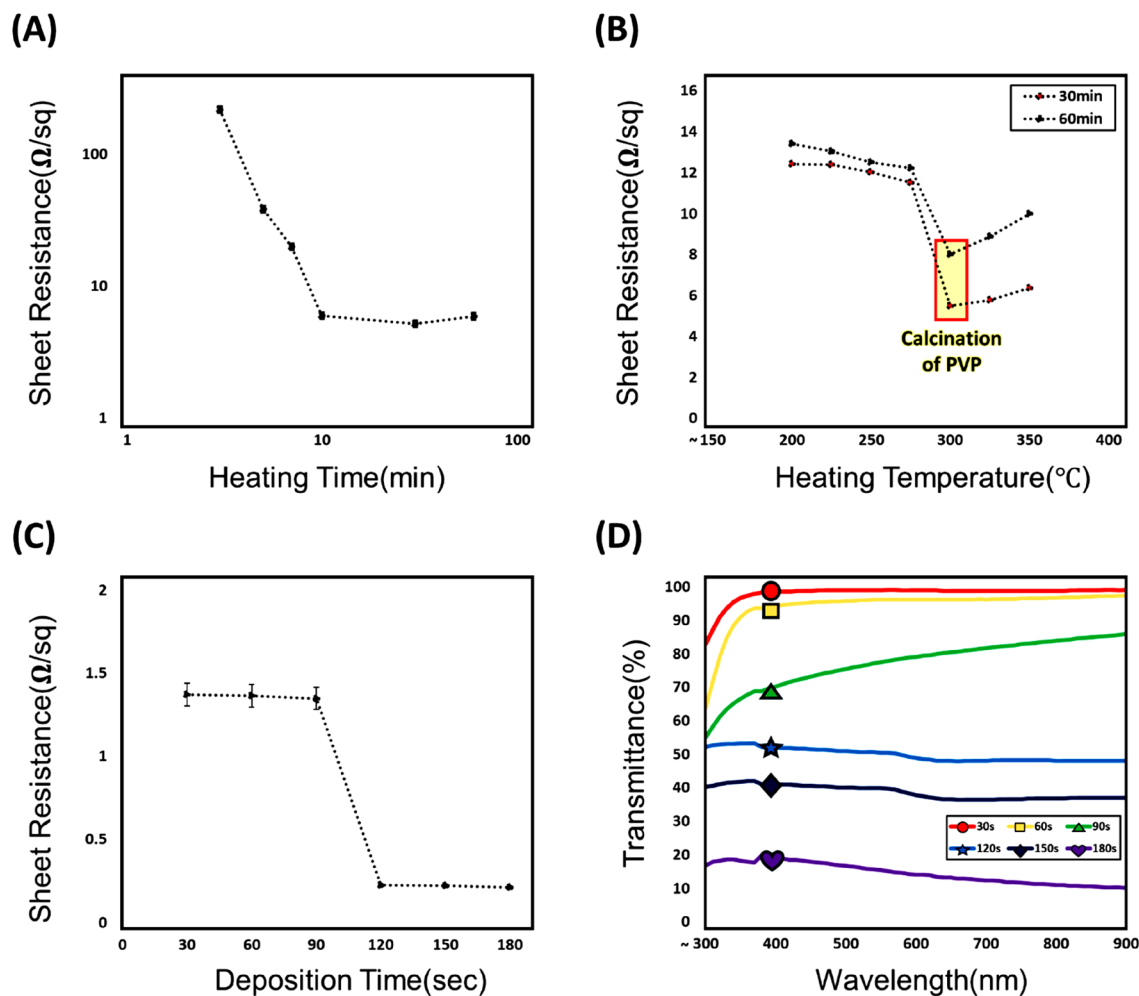 (A)
Sheet Resistance(Ω/sq)
100
10
1
1
10
100
Heating Time(min)
(B)
Sheet Resistance(Ω/sq)
16
14
12
10
8
6
4
2
0
30min
60min
Calcination
of PVP
~150
200
250
300
350
400
Heating Temperature(℃)
(C)
Sheet Resistance(Ω/sq)
2
1.5
1
0.5
0
0
30
60
90
120
150
180
Deposition Time(sec)
(D)
Transmittance(%)
100
90
80
70
60
50
40
30
20
10
0
30s 60s 90s
120s 150s 180s
~300
400
500
600
700
800
900
Wavelength(nm)